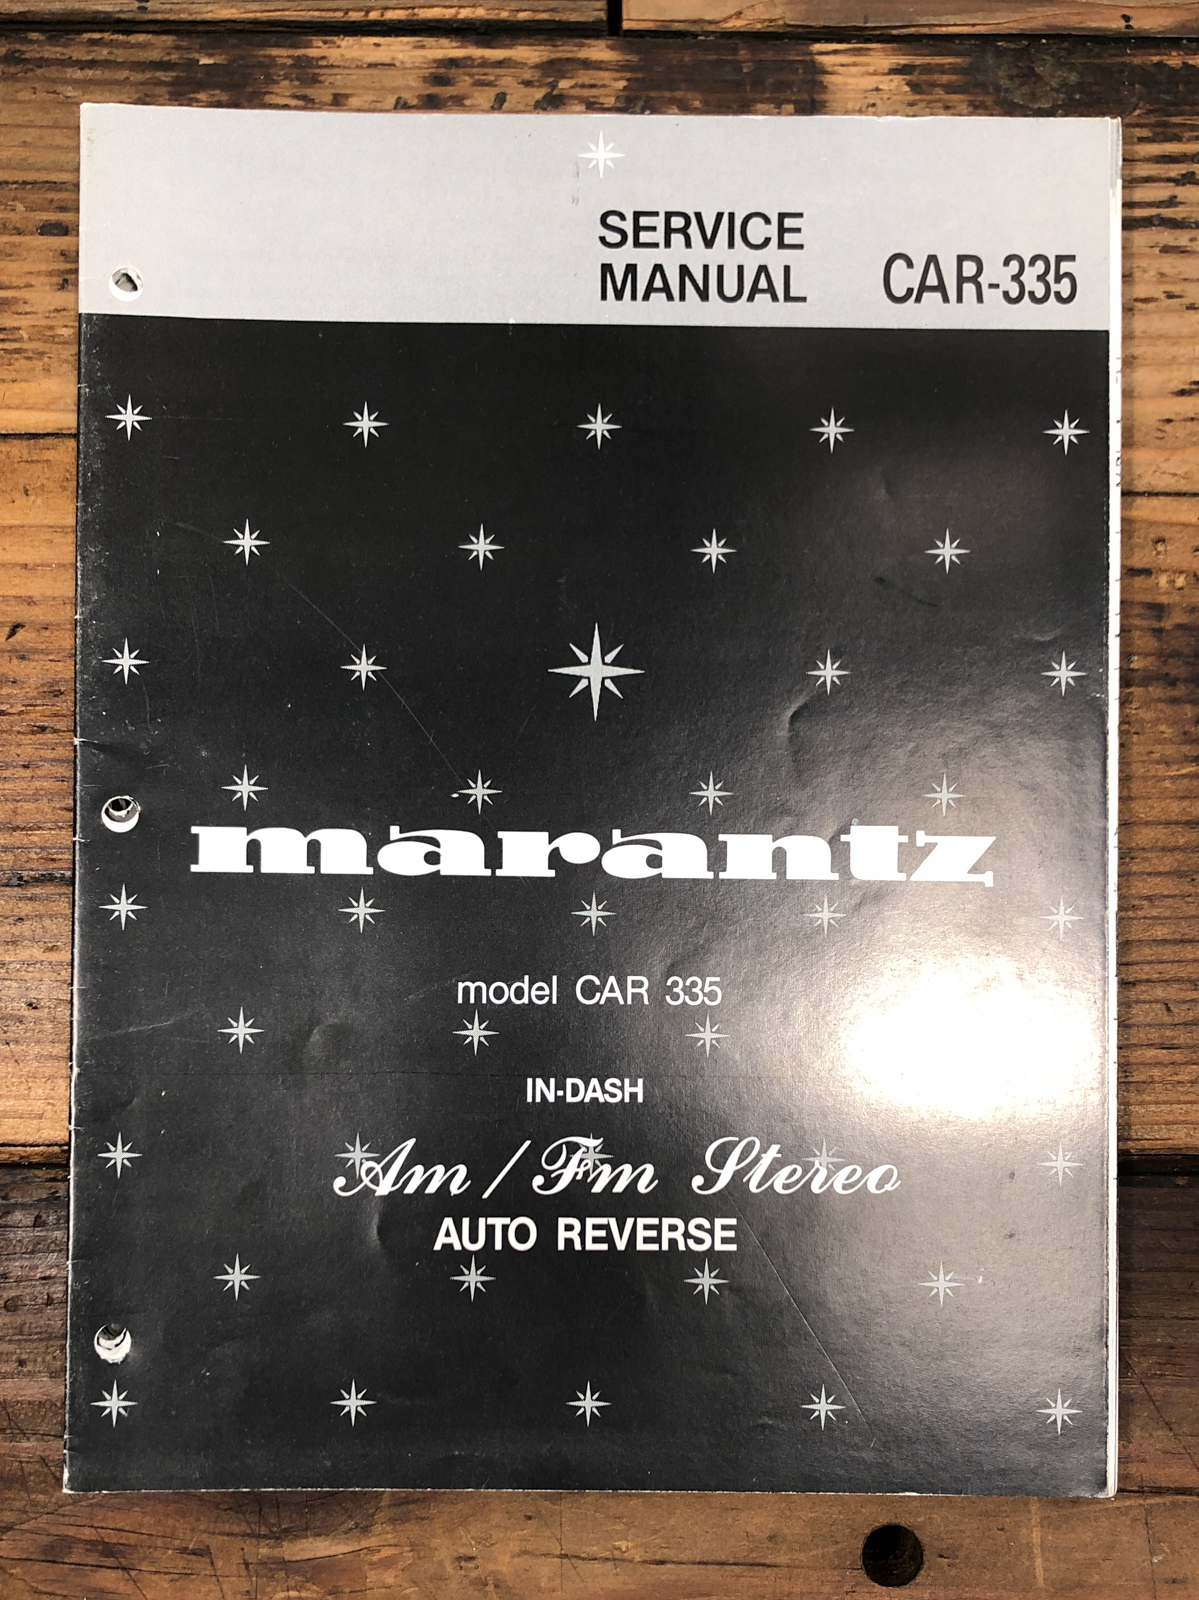 SERVICE
MANUAL CAR-335
marantz
model CAR 335
IN-DASH
Am / Fm Stereo
AUTO REVERSE